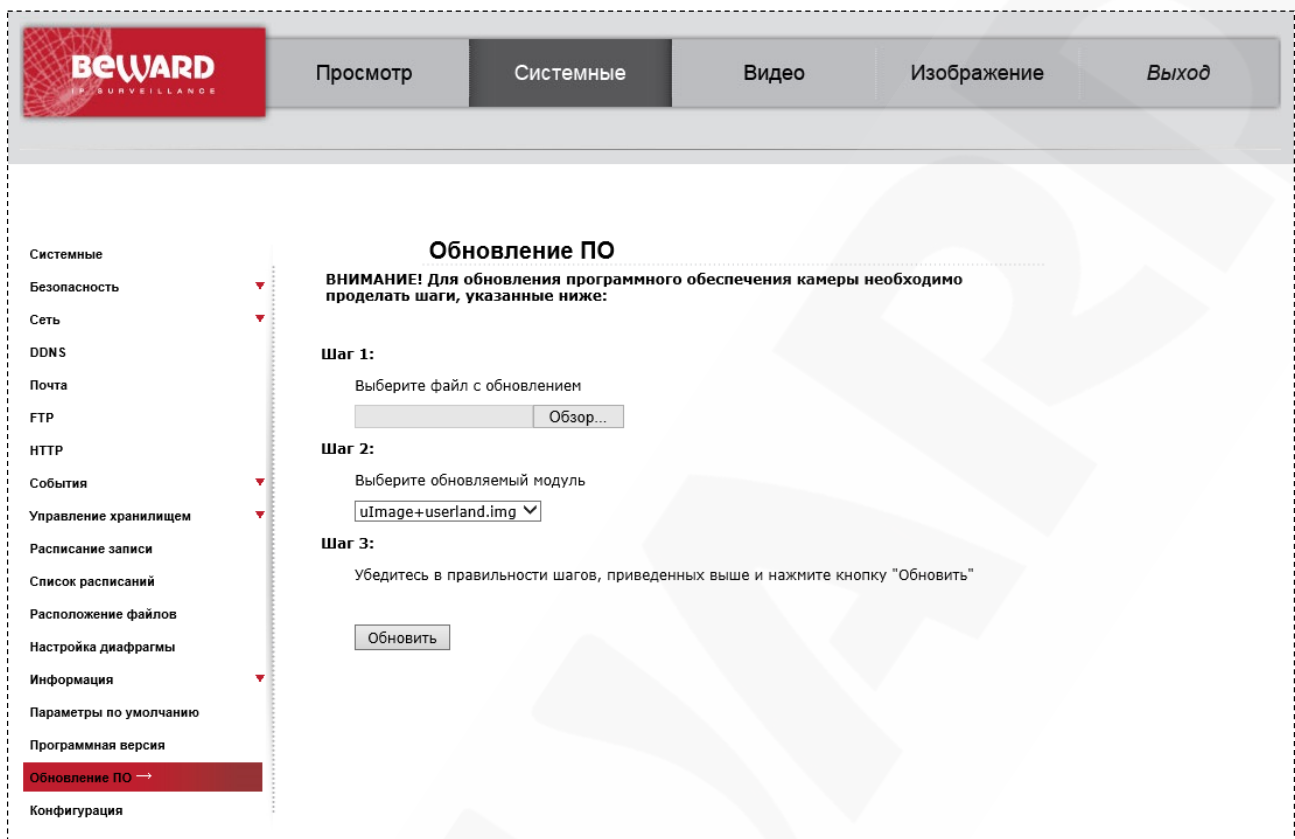 BEWARD
IP SURVEILLANCE
Просмотр
Системные
Видео
Изображение
Выход
Системные
Безопасность
Сеть
DDNS
Почта
FTP
HTTP
События
Управление хранилищем
Расписание записи
Список расписаний
Расположение файлов
Настройка диафрагмы
Информация
Параметры по умолчанию
Программная версия
Обновление ПО →
Конфигурация
Обновление ПО
ВНИМАНИЕ! Для обновления программного обеспечения камеры необходимо
проделать шаги, указанные ниже:
Шаг 1:
Выберите файл с обновлением
Обзор...
Шаг 2:
Выберите обновляемый модуль
uImage+userland.img
Шаг 3:
Убедитесь в правильности шагов, приведенных выше и нажмите кнопку "Обновить"
Обновить